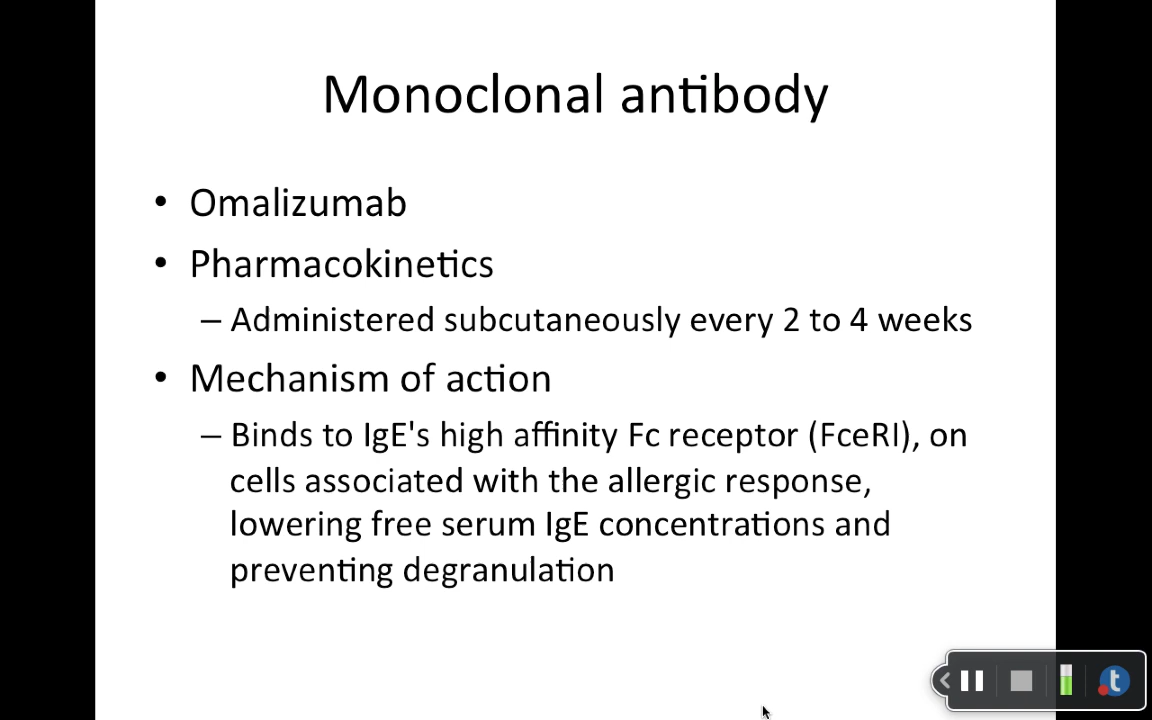 Monoclonal antibody
• Omalizumab
• Pharmacokinetics
– Administered subcutaneously every 2 to 4 weeks
• Mechanism of action
– Binds to IgE's high affinity Fc receptor (FceRI), on
cells associated with the allergic response,
lowering free serum IgE concentrations and
preventing degranulation
t